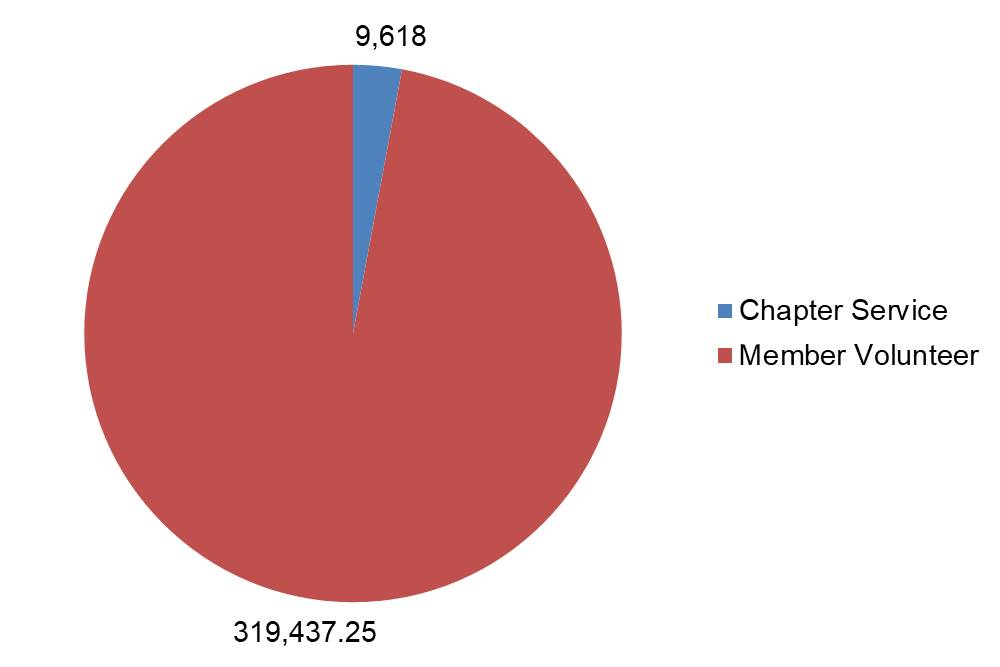 9,618
Chapter Service
Member Volunteer
319,437.25